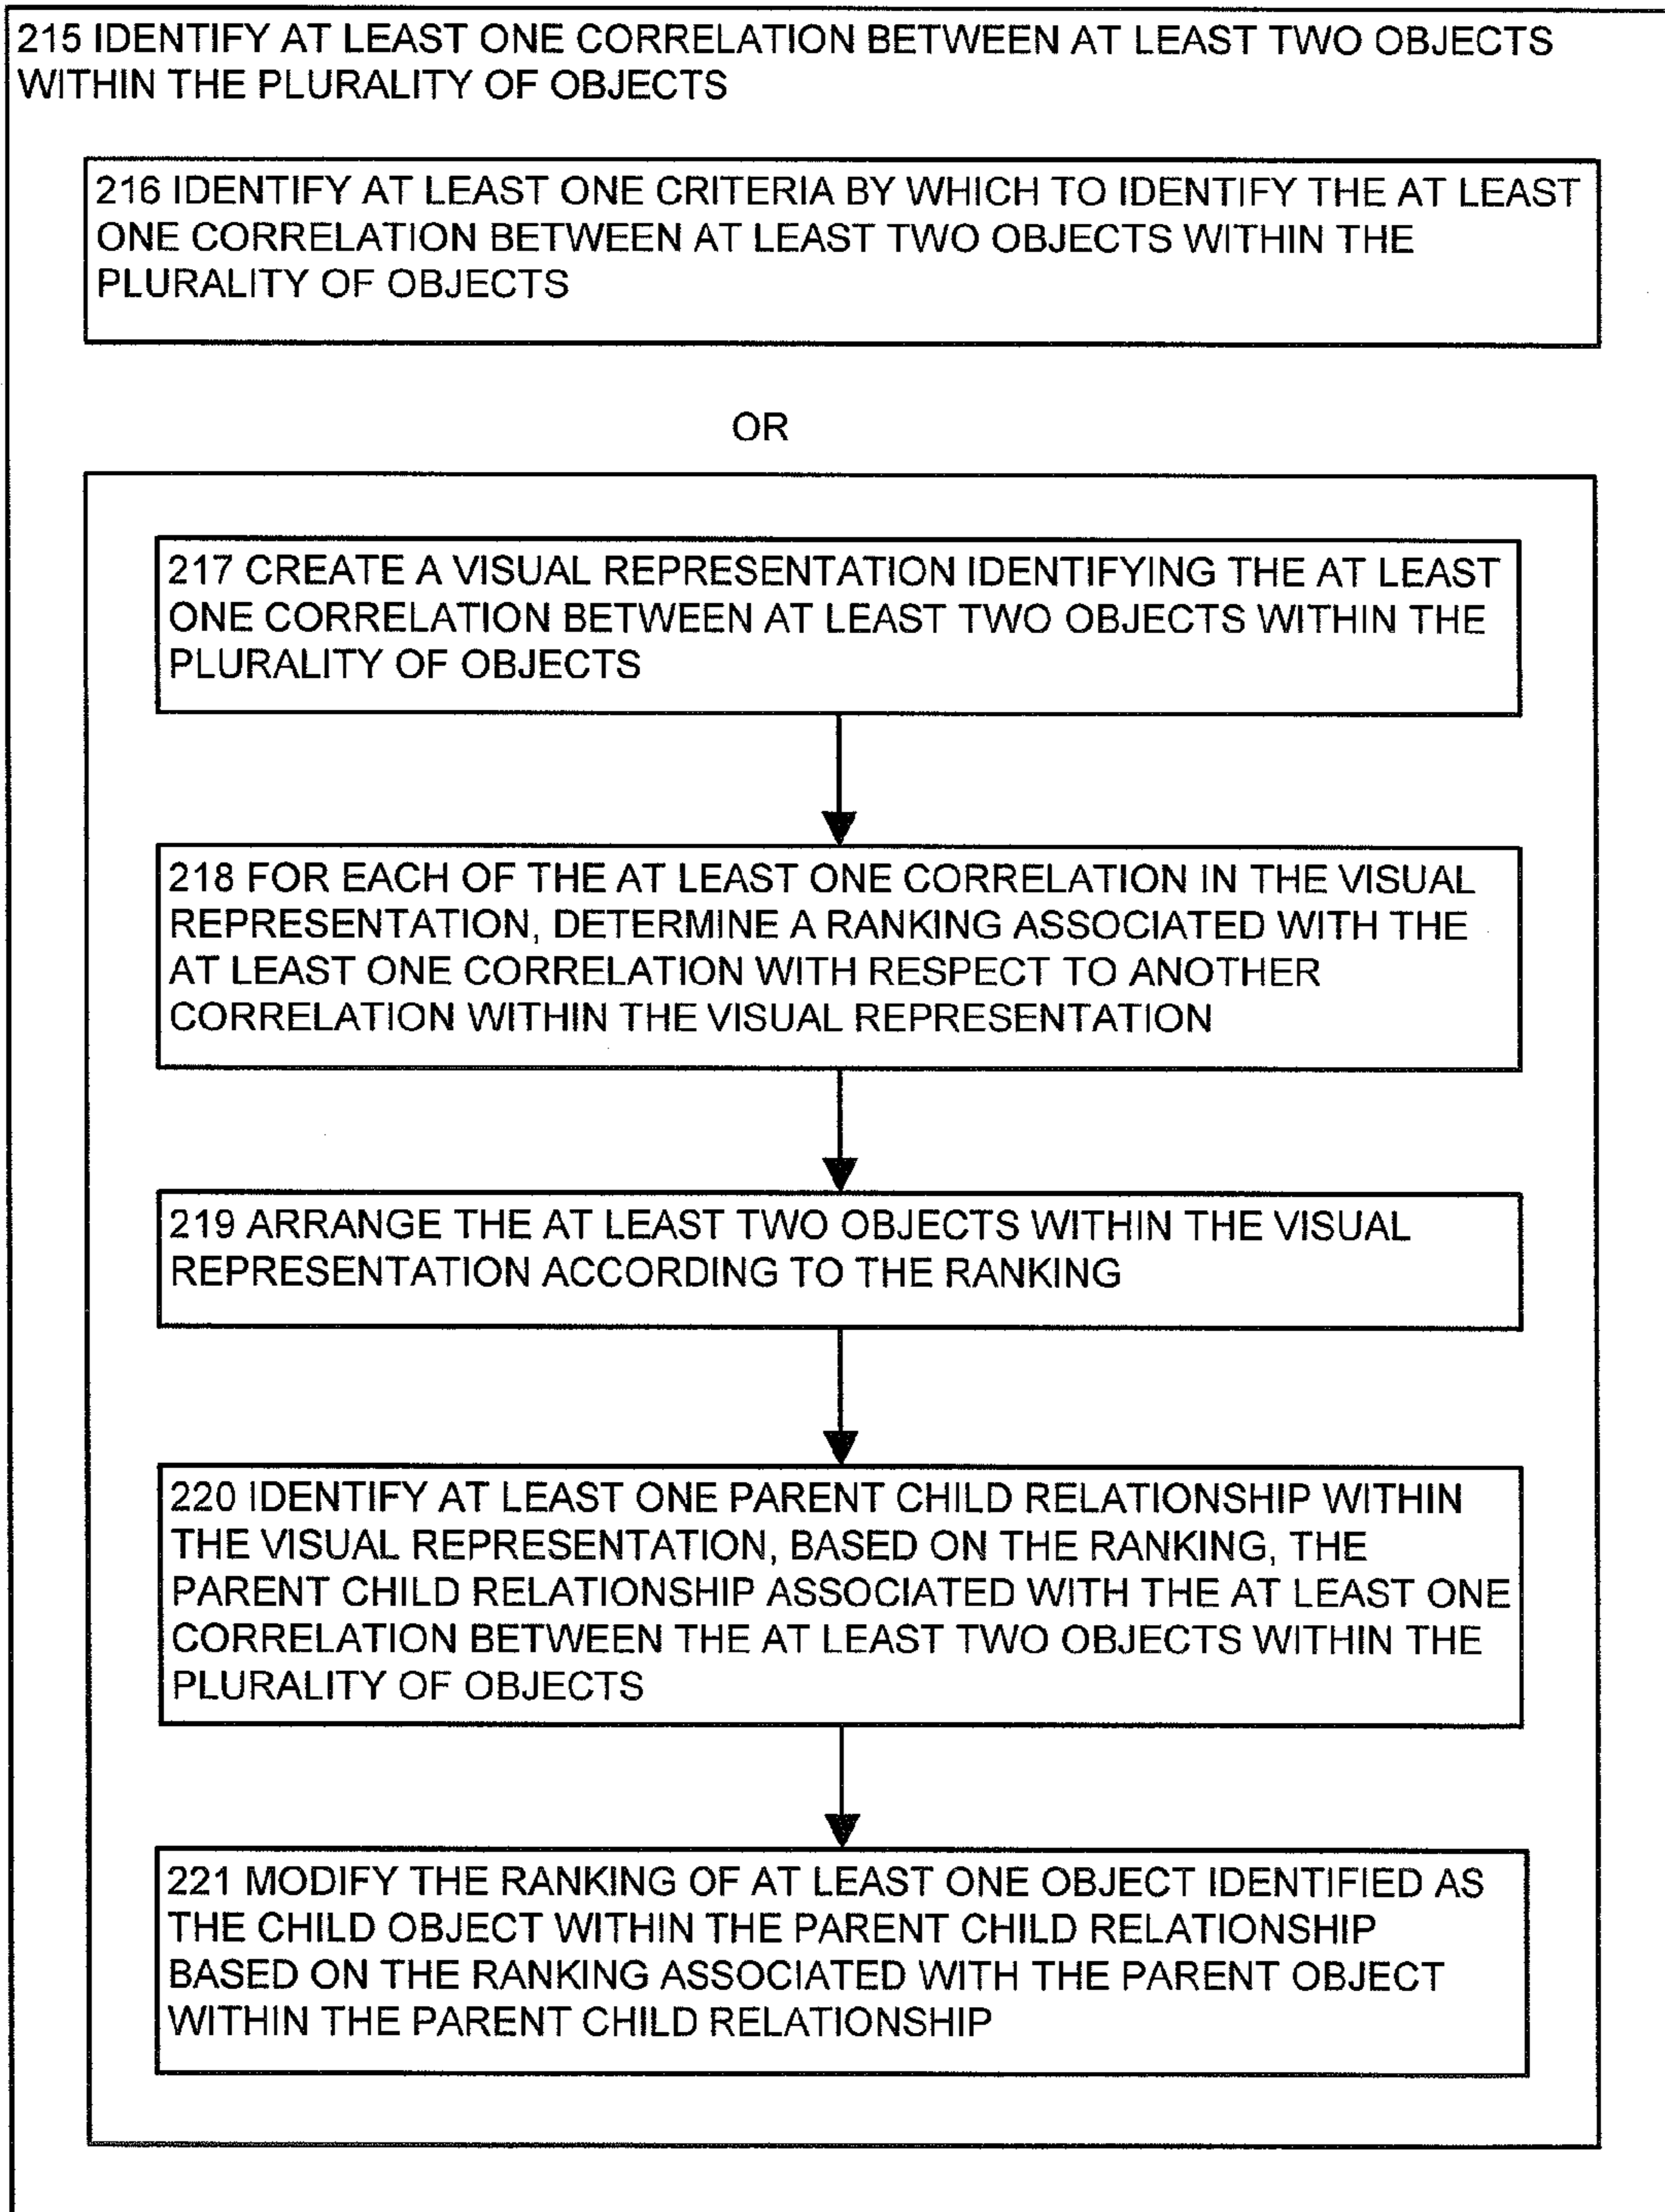 215 IDENTIFY AT LEAST ONE CORRELATION BETWEEN AT LEAST TWO OBJECTS
WITHIN THE PLURALITY OF OBJECTS
216 IDENTIFY AT LEAST ONE CRITERIA BY WHICH TO IDENTIFY THE AT LEAST
ONE CORRELATION BETWEEN AT LEAST TWO OBJECTS WITHIN THE
PLURALITY OF OBJECTS
OR
217 CREATE A VISUAL REPRESENTATION IDENTIFYING THE AT LEAST
ONE CORRELATION BETWEEN AT LEAST TWO OBJECTS WITHIN THE
PLURALITY OF OBJECTS
218 FOR EACH OF THE AT LEAST ONE CORRELATION IN THE VISUAL
REPRESENTATION, DETERMINE A RANKING ASSOCIATED WITH THE
AT LEAST ONE CORRELATION WITH RESPECT TO ANOTHER
CORRELATION WITHIN THE VISUAL REPRESENTATION
219 ARRANGE THE AT LEAST TWO OBJECTS WITHIN THE VISUAL
REPRESENTATION ACCORDING TO THE RANKING
220 IDENTIFY AT LEAST ONE PARENT CHILD RELATIONSHIP WITHIN
THE VISUAL REPRESENTATION, BASED ON THE RANKING, THE
PARENT CHILD RELATIONSHIP ASSOCIATED WITH THE AT LEAST ONE
CORRELATION BETWEEN THE AT LEAST TWO OBJECTS WITHIN THE
PLURALITY OF OBJECTS
221 MODIFY THE RANKING OF AT LEAST ONE OBJECT IDENTIFIED AS
THE CHILD OBJECT WITHIN THE PARENT CHILD RELATIONSHIP
BASED ON THE RANKING ASSOCIATED WITH THE PARENT OBJECT
WITHIN THE PARENT CHILD RELATIONSHIP